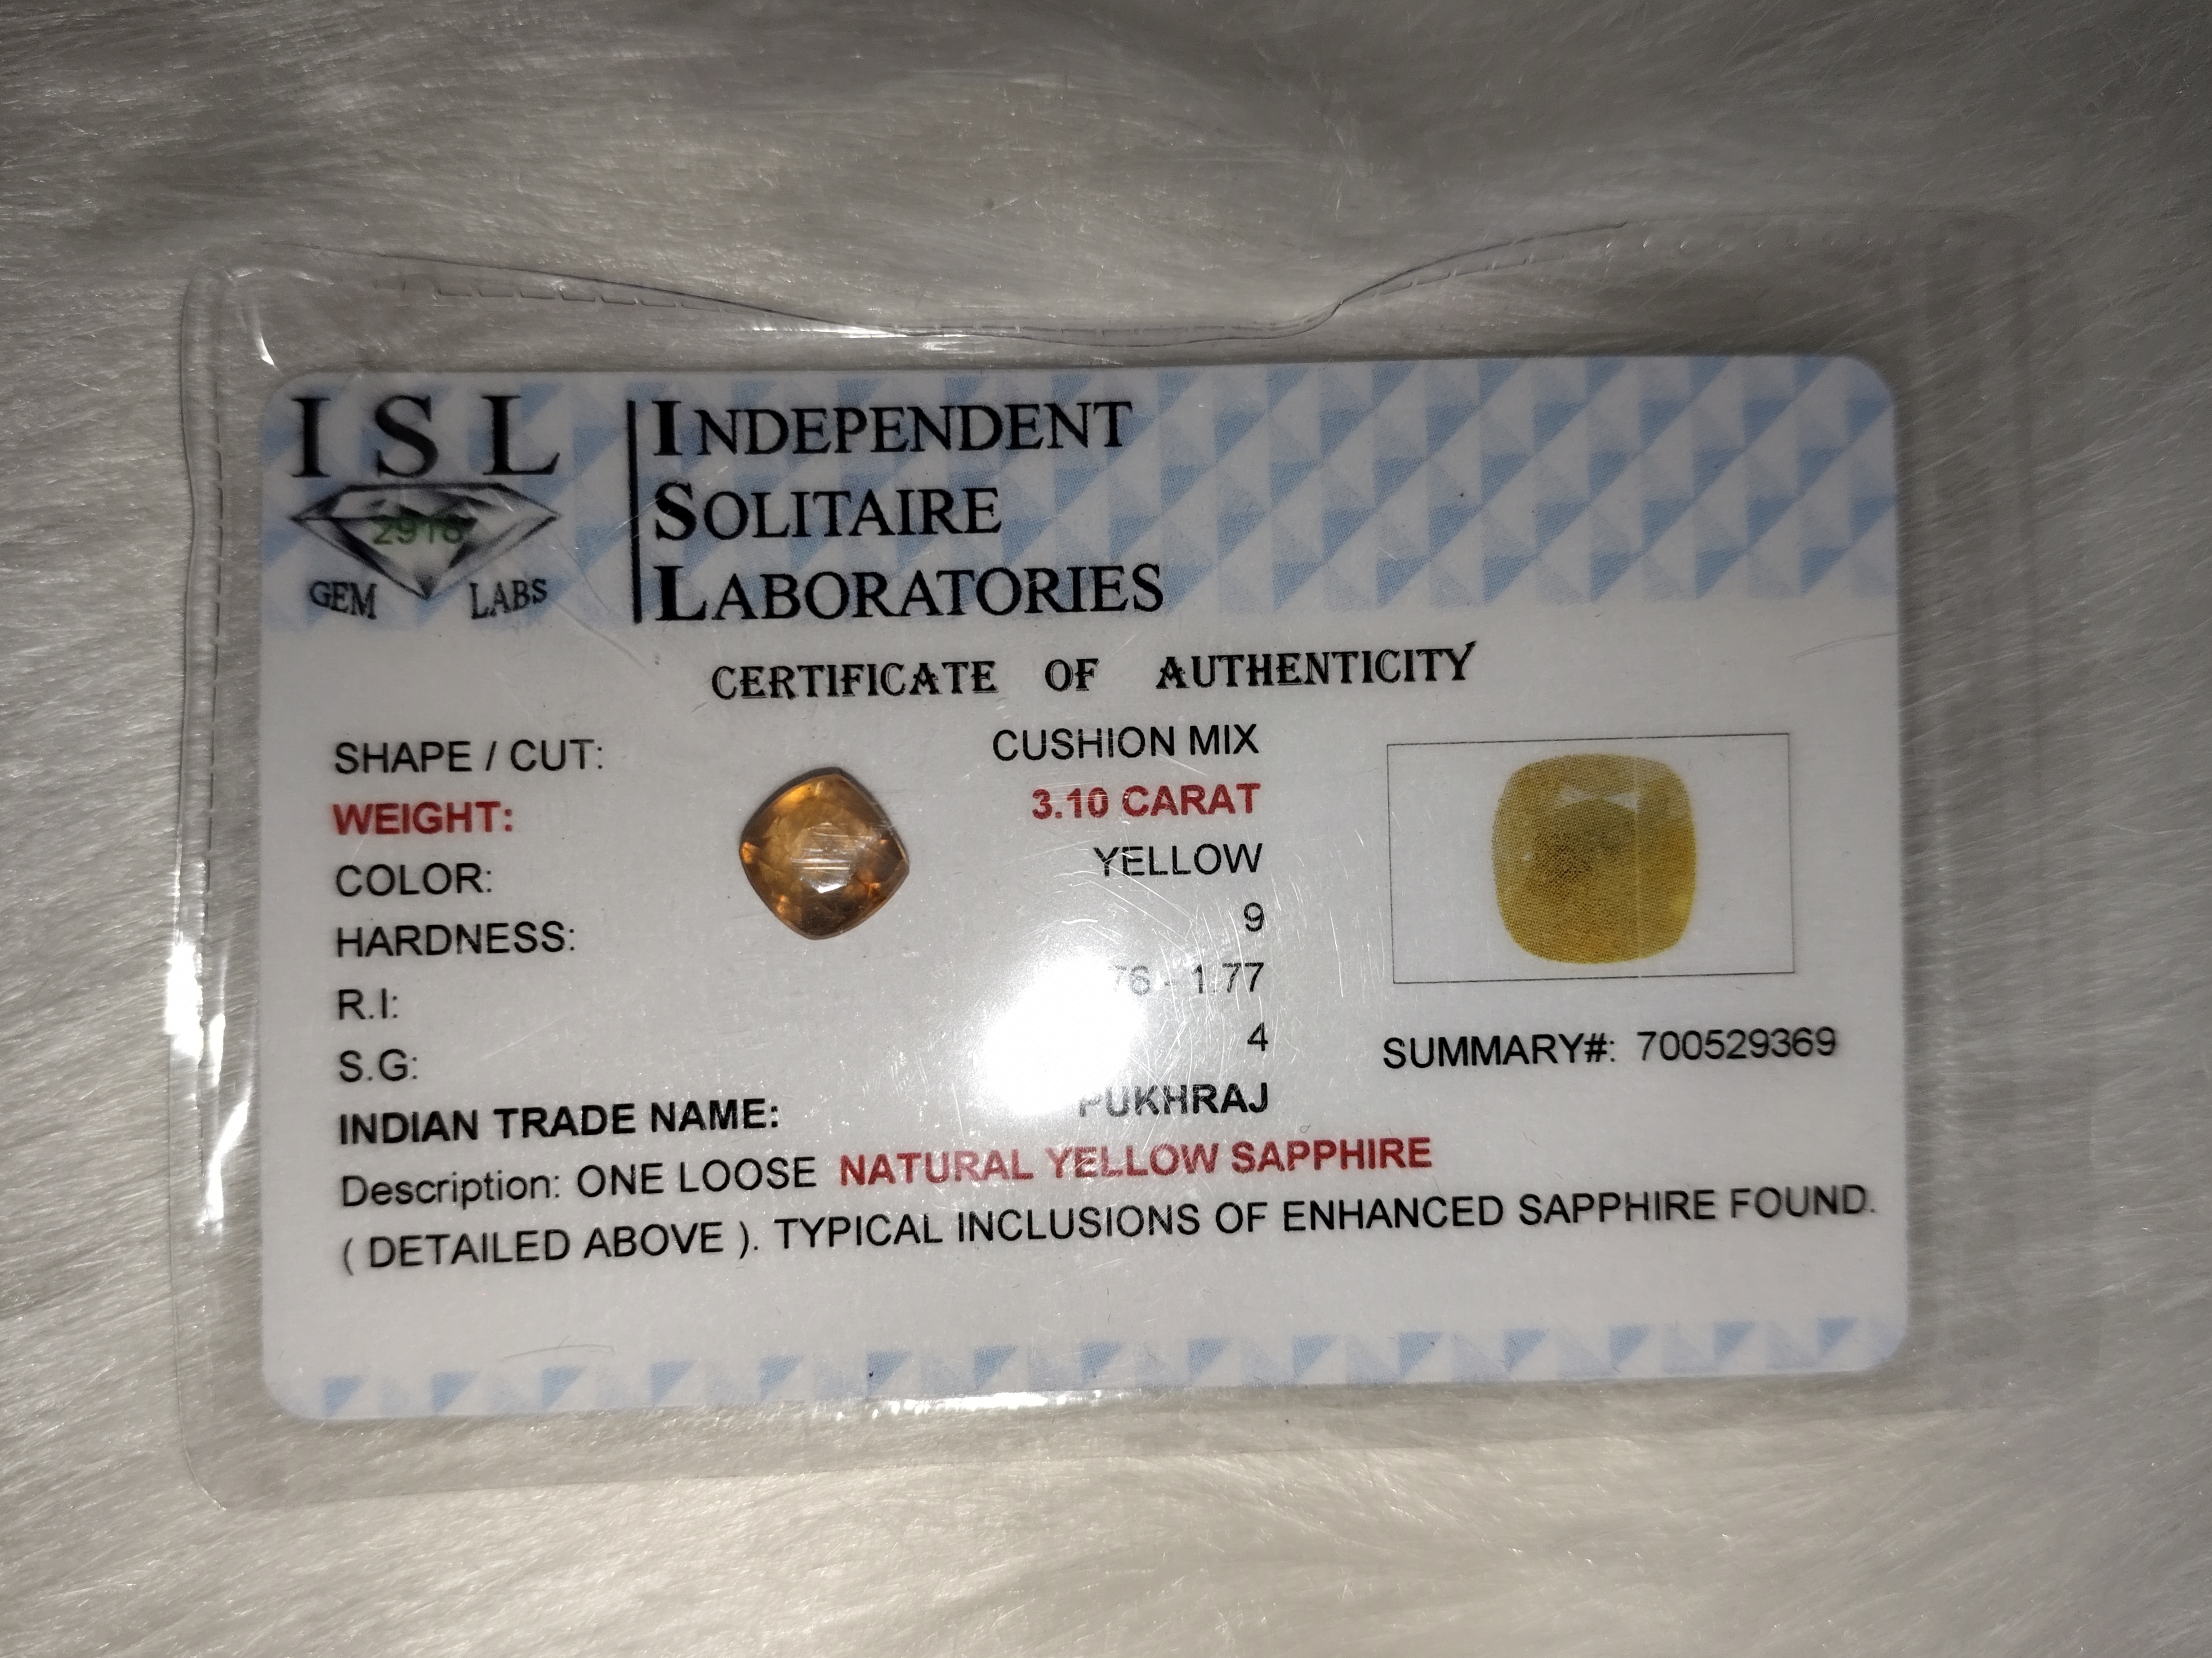 I S L
2916
GEM LABS
INDEPENDENT
SOLITAIRE
LABORATORIES
CERTIFICATE OF AUTHENTICITY
SHAPE / CUT: CUSHION MIX
WEIGHT: 3.10 CARAT
COLOR: YELLOW
HARDNESS: 9
R.I: 76 - 1.77
S.G: 4
INDIAN TRADE NAME: PUKHRAJ
SUMMARY#: 700529369
Description: ONE LOOSE NATURAL YELLOW SAPPHIRE
( DETAILED ABOVE ). TYPICAL INCLUSIONS OF ENHANCED SAPPHIRE FOUND.